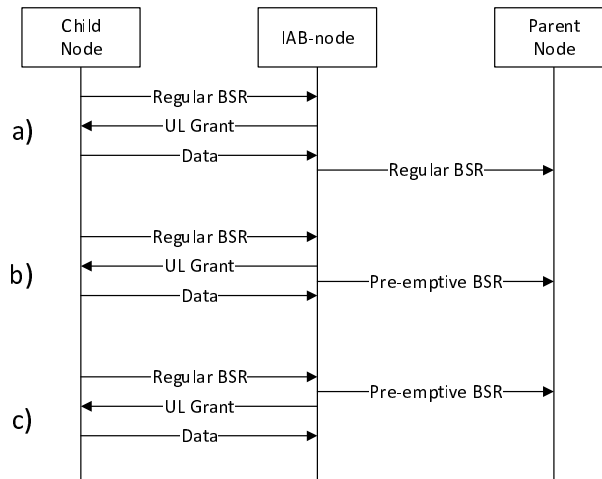 Child
Node
IAB-node
Parent
Node
a)
Regular BSR
UL Grant
Data
Regular BSR
b)
Regular BSR
UL Grant
Pre-emptive BSR
Data
c)
Regular BSR
Pre-emptive BSR
UL Grant
Data